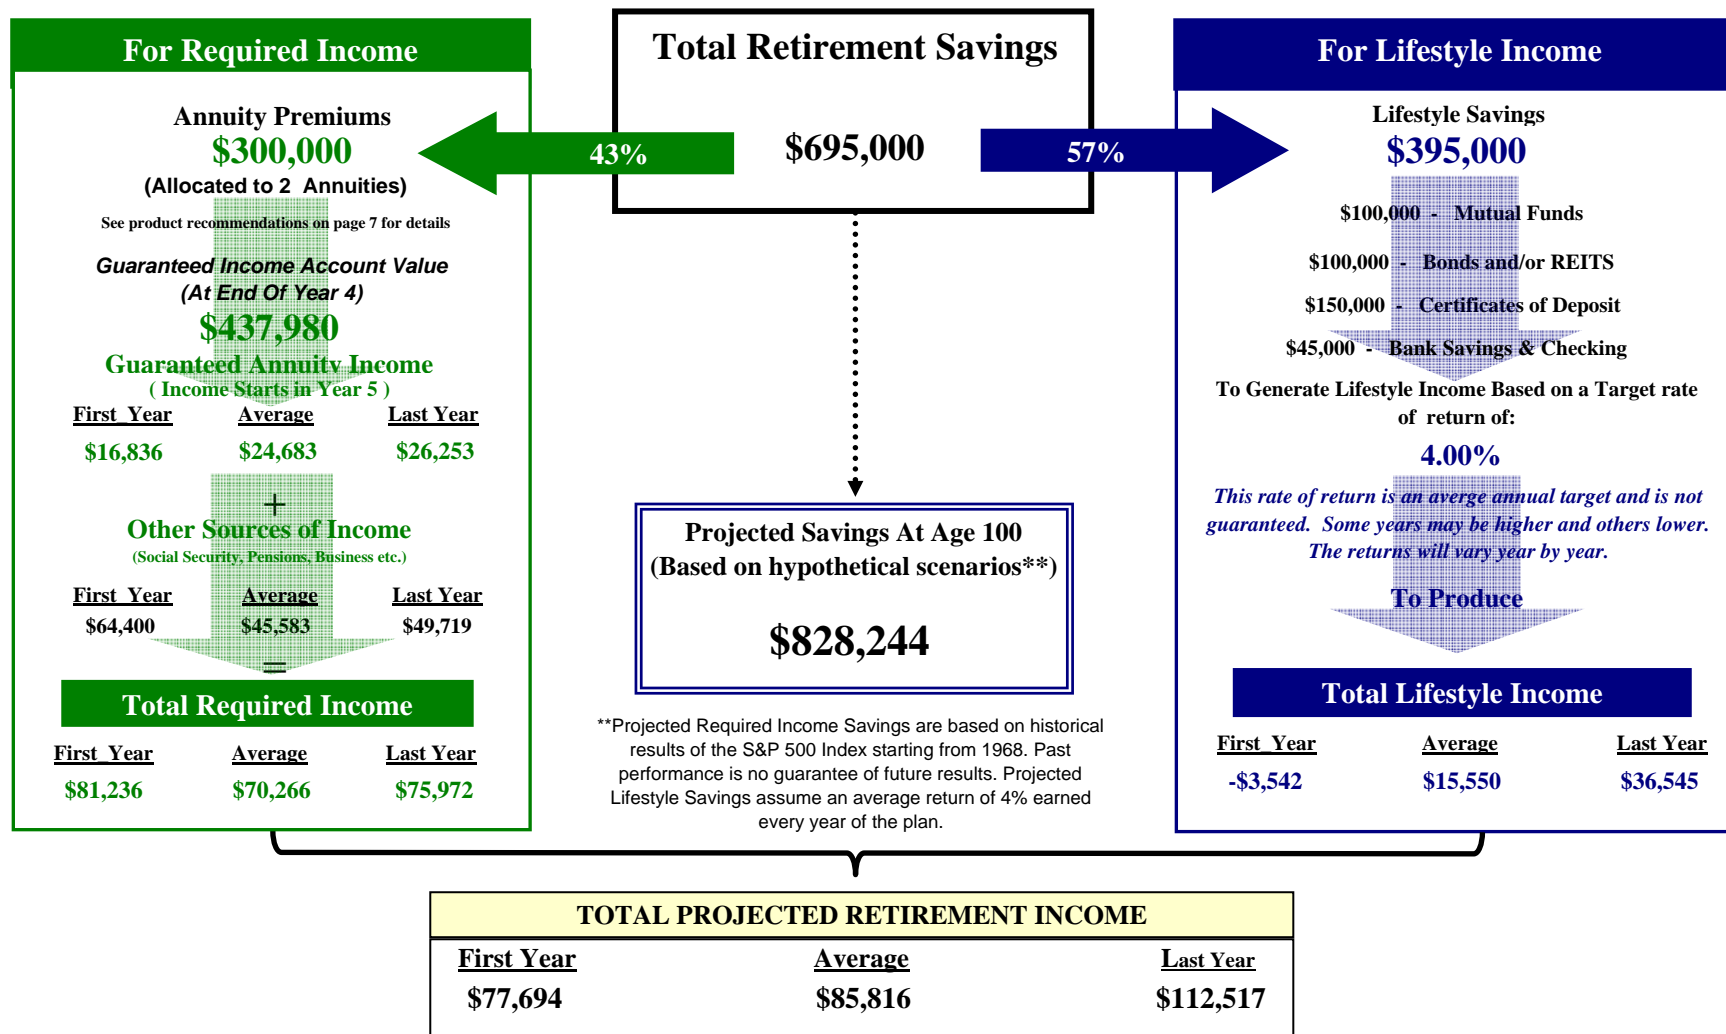 For Required Income
Annuity Premiums
$300,000
(Allocated to 2  Annuities)
See product recommendations on page 7 for details
Guaranteed Income Account Value
(At End Of Year 4)
$437,980
Guaranteed Annuity Income
( Income Starts in Year 5 )
First_Year Average Last Year
$16,836 $24,683 $26,253
+
Other Sources of Income
(Social Security, Pensions, Business etc.)
First_Year Average Last Year
$64,400 $45,583 $49,719
=
Total Required Income
First_Year Average Last Year
$81,236 $70,266 $75,972
Total Retirement Savings
43% $695,000 57%
Projected Savings At Age 100
(Based on hypothetical scenarios**)
$828,244
**Projected Required Income Savings are based on historical
results of the S&P 500 Index starting from 1968. Past
performance is no guarantee of future results. Projected
Lifestyle Savings assume an average return of 4% earned
every year of the plan.
For Lifestyle Income
Lifestyle Savings
$395,000
$100,000 - Mutual Funds
$100,000 - Bonds and/or REITS
$150,000 - Certificates of Deposit
$45,000 - Bank Savings & Checking
To Generate Lifestyle Income Based on a Target rate
of return of:
4.00%
This rate of return is an averge annual target and is not
guaranteed. Some years may be higher and others lower.
The returns will vary year by year.
To Produce
Total Lifestyle Income
First_Year Average Last Year
-$3,542 $15,550 $36,545
TOTAL PROJECTED RETIREMENT INCOME
First Year Average Last Year
$77,694 $85,816 $112,517